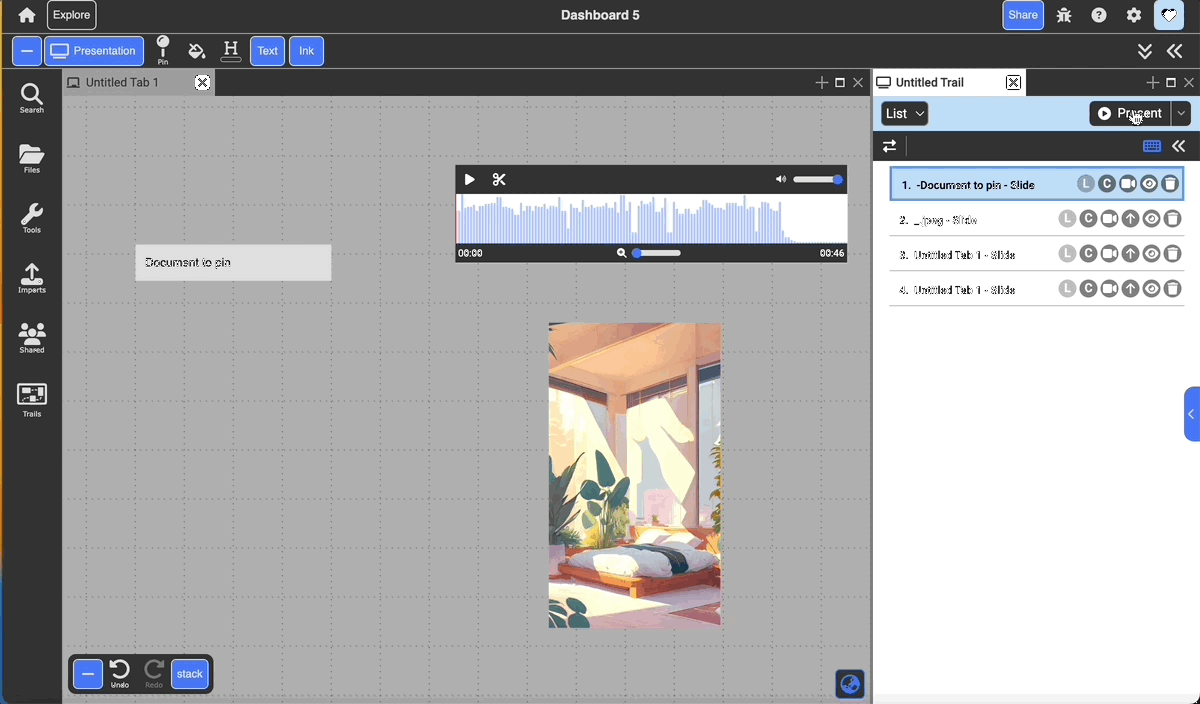 Explore
Dashboard 5
Share
Presentation
Pin
H
Text
Ink
Untitled Tab 1
Untitled Trail
List
Present
Search
Files
Tools
Imports
Shared
Trails
1. -Document to pin - Slide
L C
2. _.jpeg - Slide
L C
3. Untitled Tab 1 - Slide
L C
4. Untitled Tab 1 - Slide
L C
Document to pin
00:00
00:46
Undo
Redo
stack